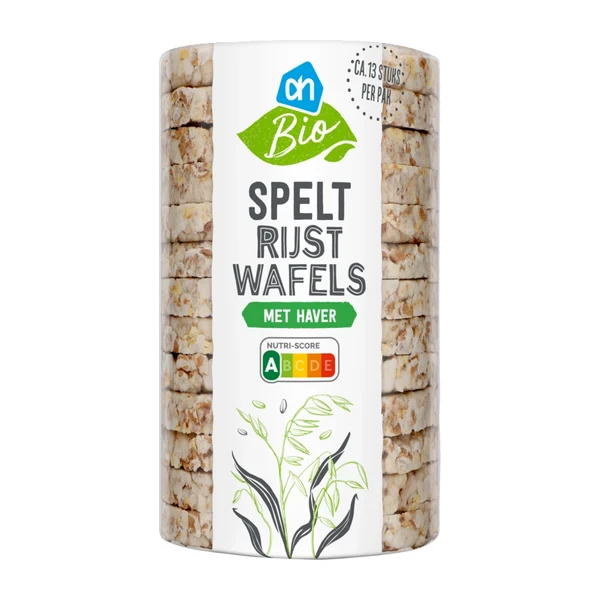 ah
Bio
CA. 13 STUKS
PER PAK
SPELT
RIJST
WAFELS
MET HAVER
NUTRI-SCORE
A B C D E